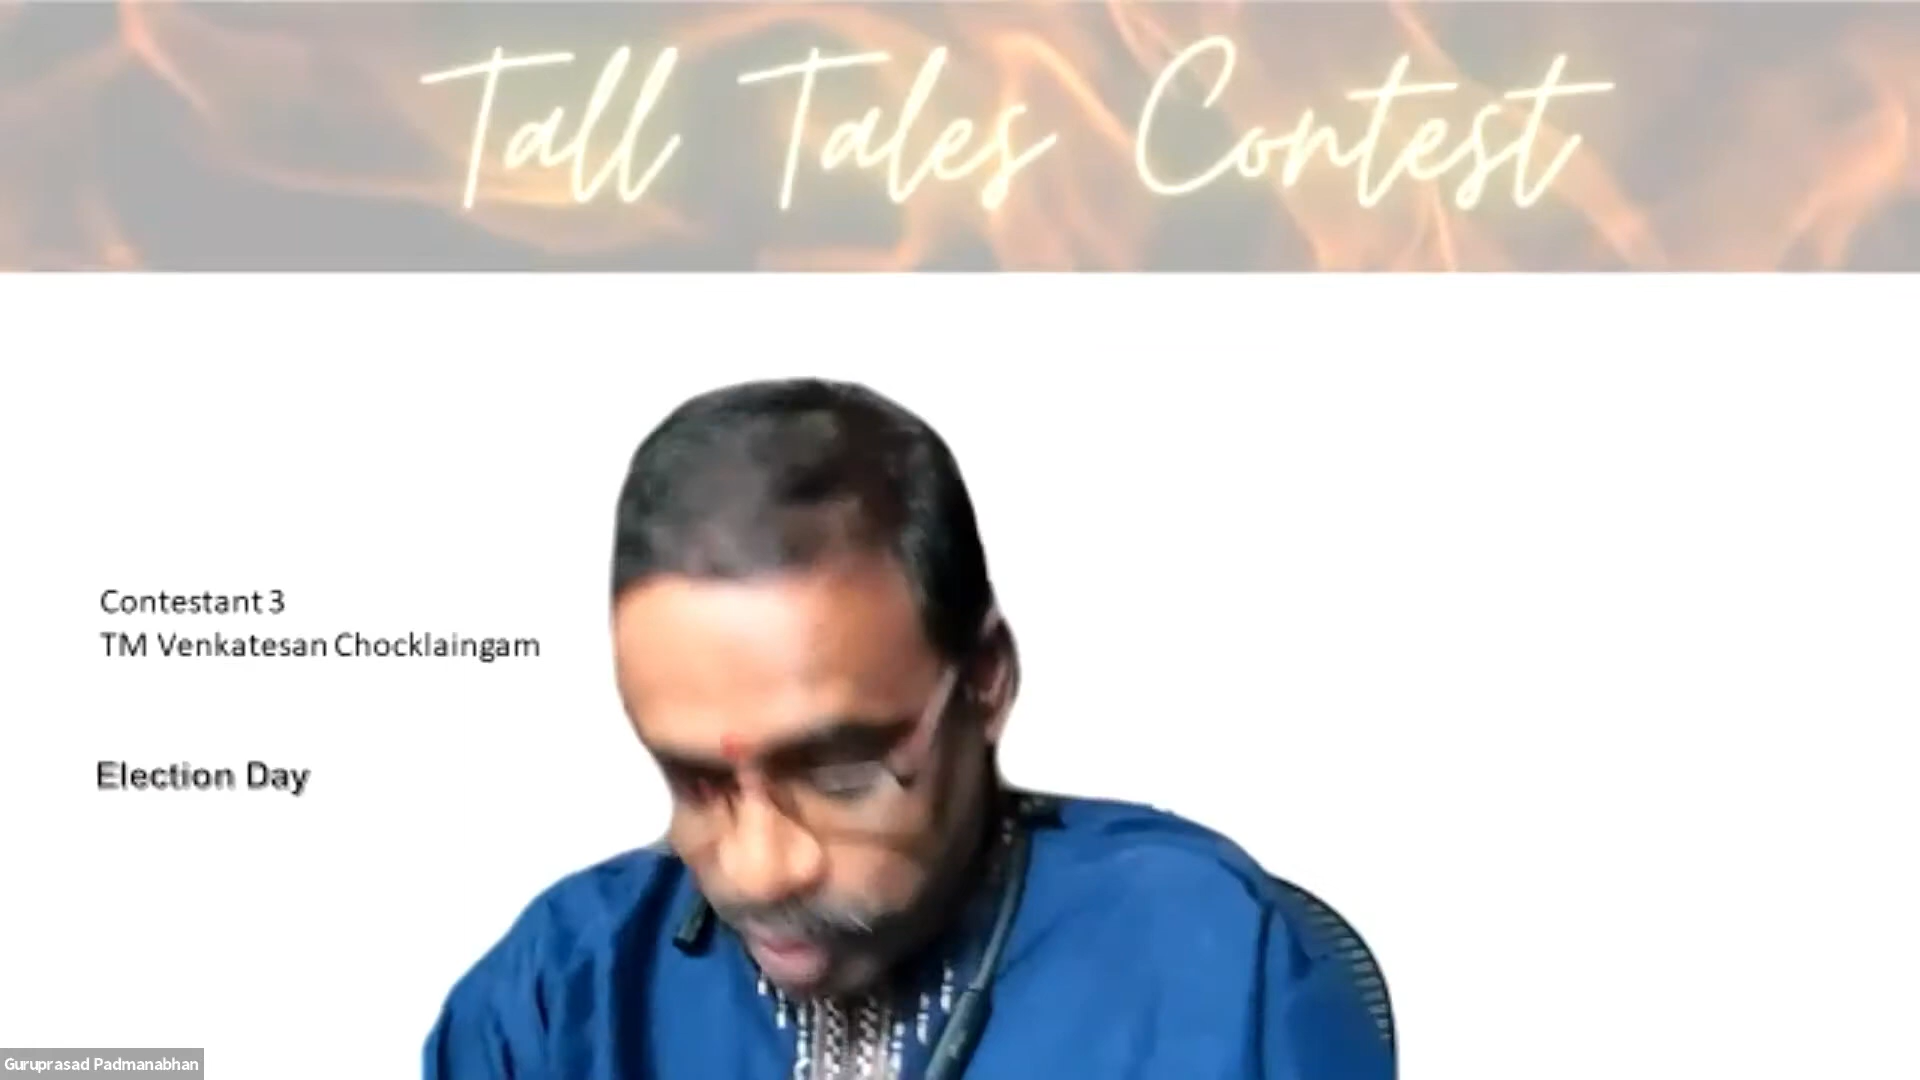 Tall Tales Contest
Contestant 3
TM Venkatesan Chocklaingam
Election Day
Guruprasad Padmanabhan